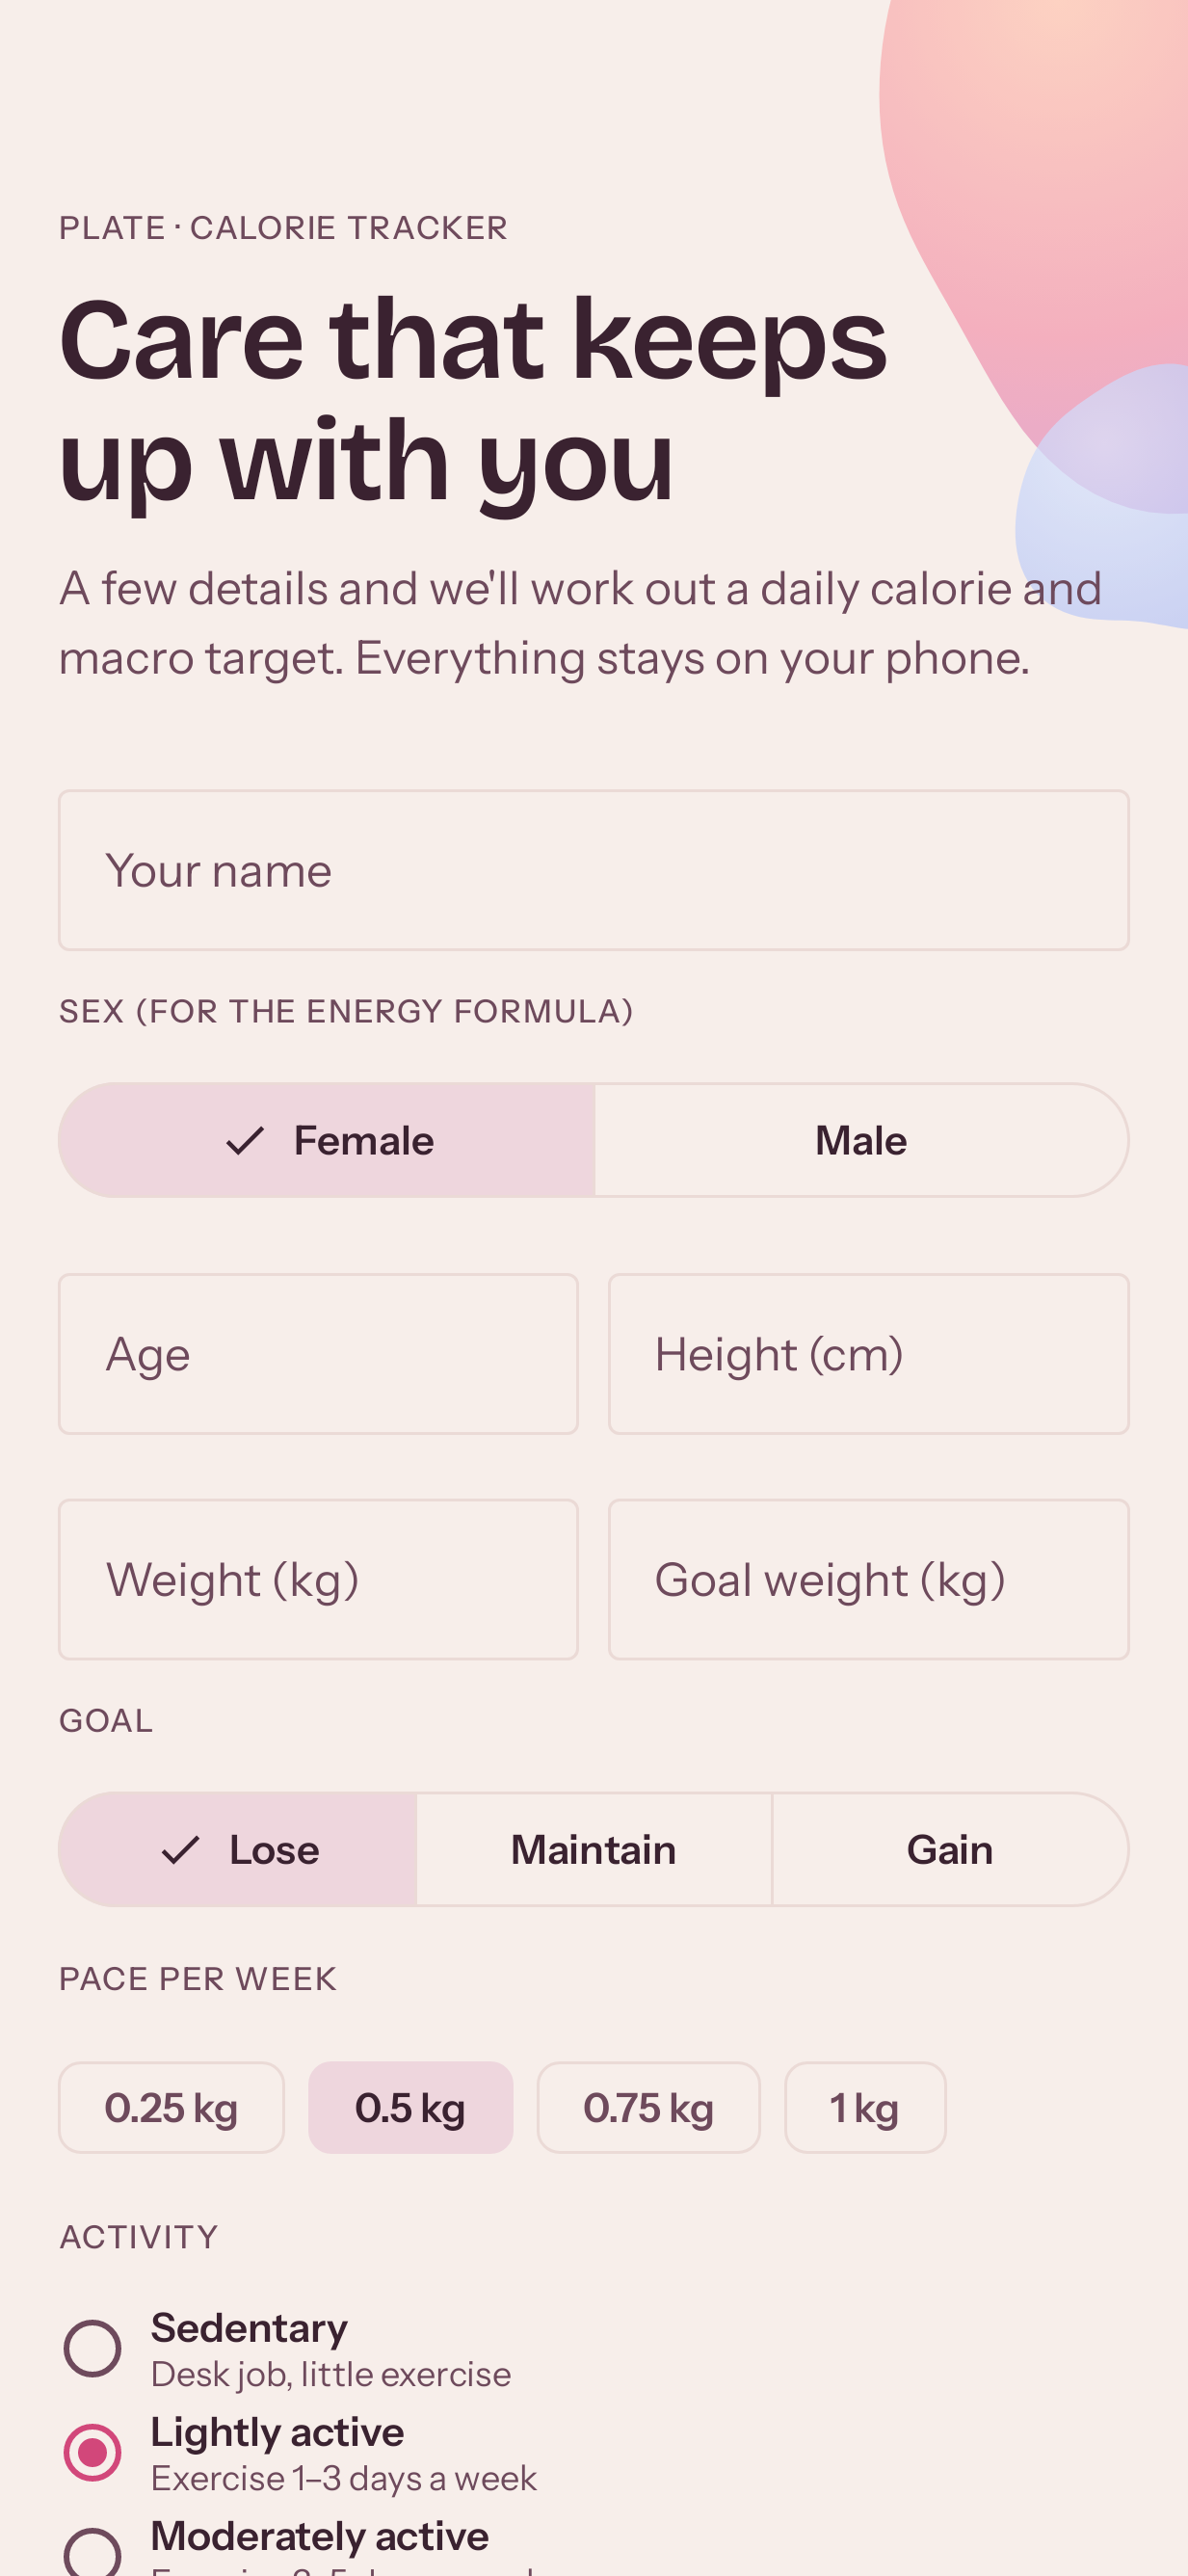 PLATE · CALORIE TRACKER
Care that keeps
up with you
A few details and we'll work out a daily calorie and
macro target. Everything stays on your phone.
Your name
SEX (FOR THE ENERGY FORMULA)
Female
Male
Age
Height (cm)
Weight (kg)
Goal weight (kg)
GOAL
Lose
Maintain
Gain
PACE PER WEEK
0.25 kg
0.5 kg
0.75 kg
1 kg
ACTIVITY
Sedentary
Desk job, little exercise
Lightly active
Exercise 1–3 days a week
Moderately active